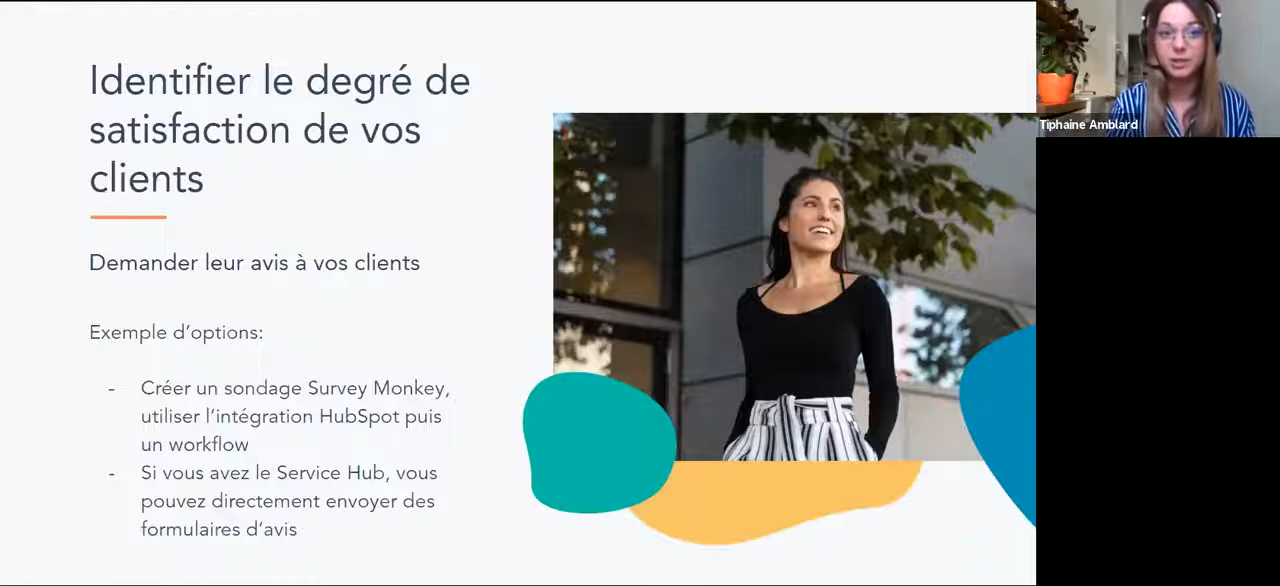 Identifier le degré de
satisfaction de vos
clients
Demander leur avis à vos clients
Exemple d'options:
- Créer un sondage Survey Monkey,
utiliser l'intégration HubSpot puis
un workflow
- Si vous avez le Service Hub, vous
pouvez directement envoyer des
formulaires d'avis
Tiphaine Amblard